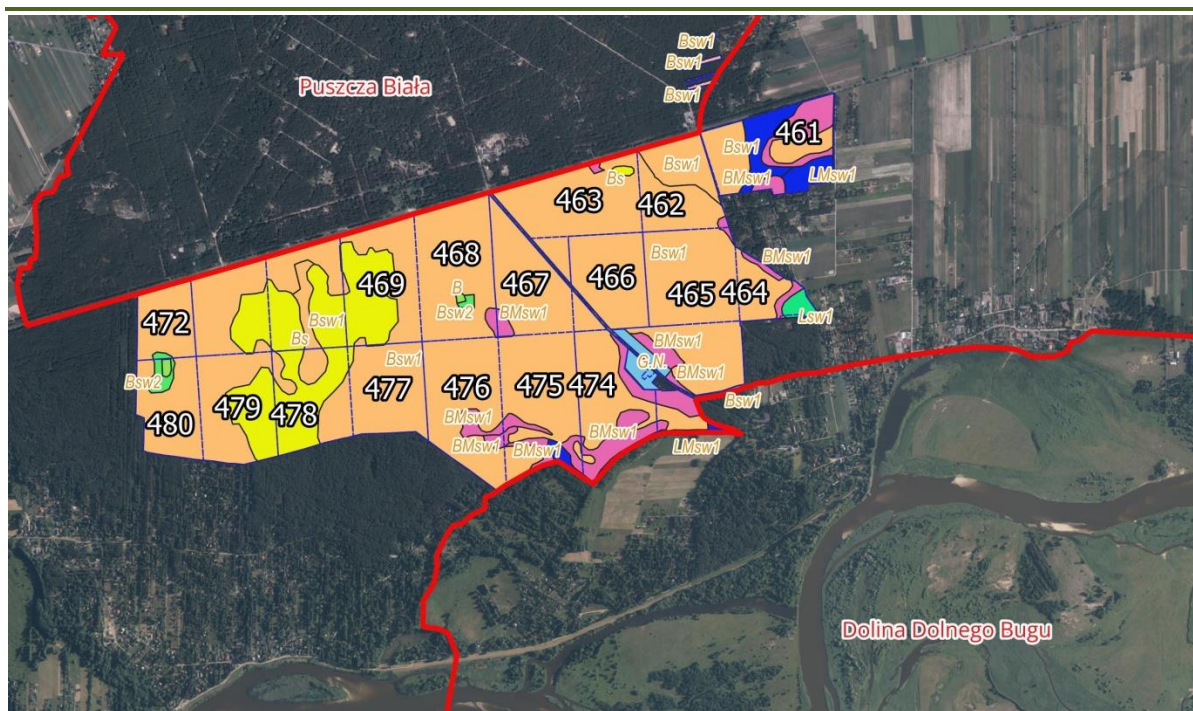 Bsw1
Bsw1
Puszcza Biała
Bsw1
461
Bsw1
Bsw1
463
Bs
462
BMsw1
LMsw1
468
Bsw1
BMsw1
469
467
466
B
465
464
472
Bsw1
Bsw2
BMsw1
Lsw1
Bs
BMsw1
Bsw1
G.N.
BMsw1
Bsw2
477
476
475
474
Bsw1
479
478
480
BMsw1
BMsw1
BMsw1
BMsw1
LMsw1
Dolina Dolnego Bugu